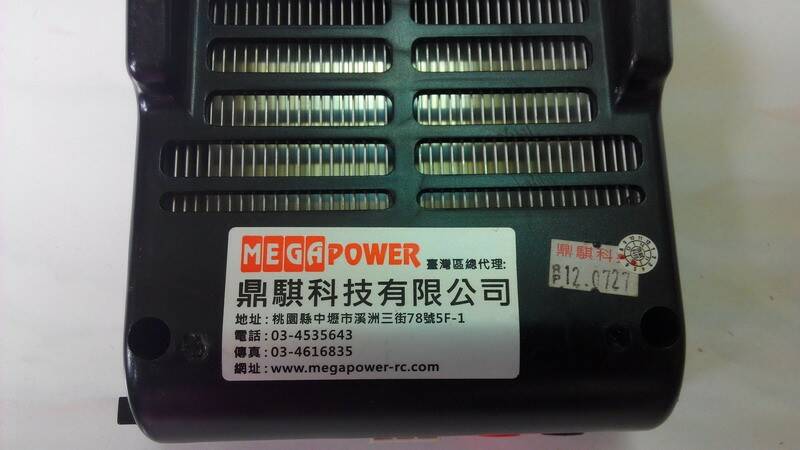 MEGAPOWER 臺灣區總代理:
鼎騏科技有限公司
地址:桃園縣中壢市溪洲三街78號5F-1
電話:03-4535643
傳真:03-4616835
網址:www.megapower-rc.com
鼎騏科
12.0727